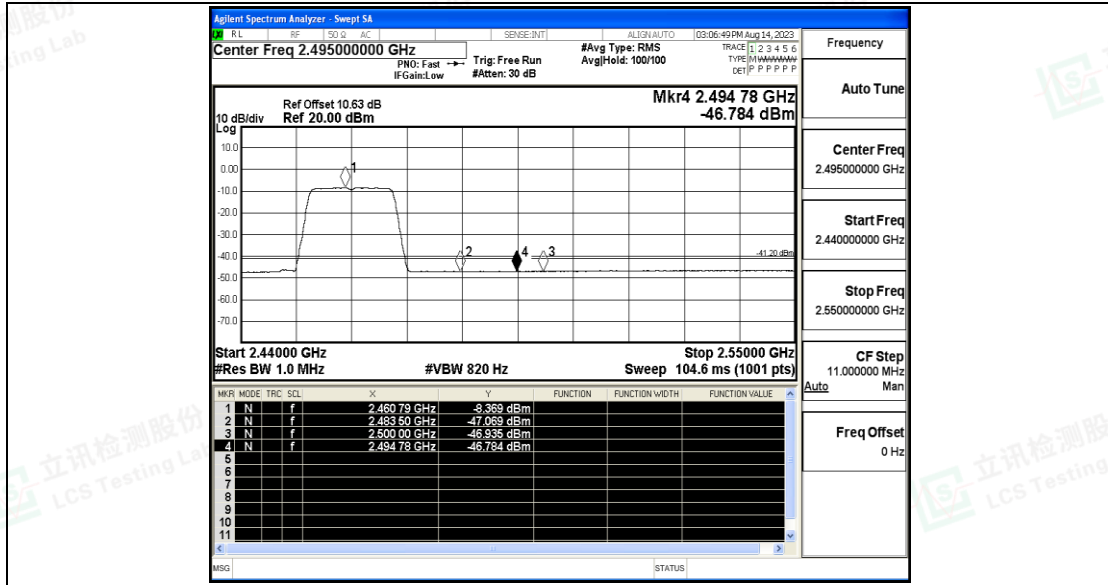 Agilent Spectrum Analyzer - Swept SA
RL RF 50 Ω AC SENSE:INT ALIGN AUTO 03:06:49 PM Aug 14, 2023
Center Freq 2.495000000 GHz
PNO: Fast
IFGain:Low
Trig: Free Run
#Atten: 30 dB
#Avg Type: RMS
Avg|Hold: 100/100
TRACE 1 2 3 4 5 6
TYPE M WWWWW
DET P P P P P P
Frequency
Auto Tune
Center Freq
2.495000000 GHz
Start Freq
2.440000000 GHz
Stop Freq
2.550000000 GHz
CF Step
11.000000 MHz
Auto Man
Freq Offset
0 Hz
Mkr4 2.494 78 GHz
-46.784 dBm
Ref Offset 10.63 dB
10 dB/div Ref 20.00 dBm
Log
10.0
0.00
-10.0
-20.0
-30.0
-40.0
-50.0
-60.0
-70.0
1
2
4
3
-41.20 dBm
Start 2.44000 GHz Stop 2.55000 GHz
#Res BW 1.0 MHz #VBW 820 Hz Sweep 104.6 ms (1001 pts)
MKR MODE TRC SCL X Y FUNCTION FUNCTION WIDTH FUNCTION VALUE
1 N f 2.460 79 GHz -8.369 dBm
2 N f 2.483 50 GHz -47.069 dBm
3 N f 2.500 00 GHz -46.935 dBm
4 N f 2.494 78 GHz -46.784 dBm
5
6
7
8
9
10
11
MSG STATUS
立讯检测股份
LCS Testing Lab
立讯检测股
LCS Testing